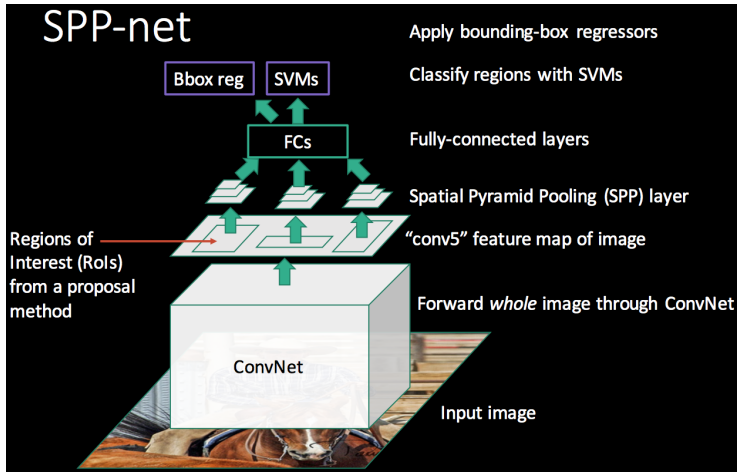 SPP-net
Apply bounding-box regressors
Bbox reg
SVMs
Classify regions with SVMs
FCs
Fully-connected layers
Spatial Pyramid Pooling (SPP) layer
Regions of
Interest (RoIs)
from a proposal
method
“conv5” feature map of image
Forward whole image through ConvNet
ConvNet
Input image